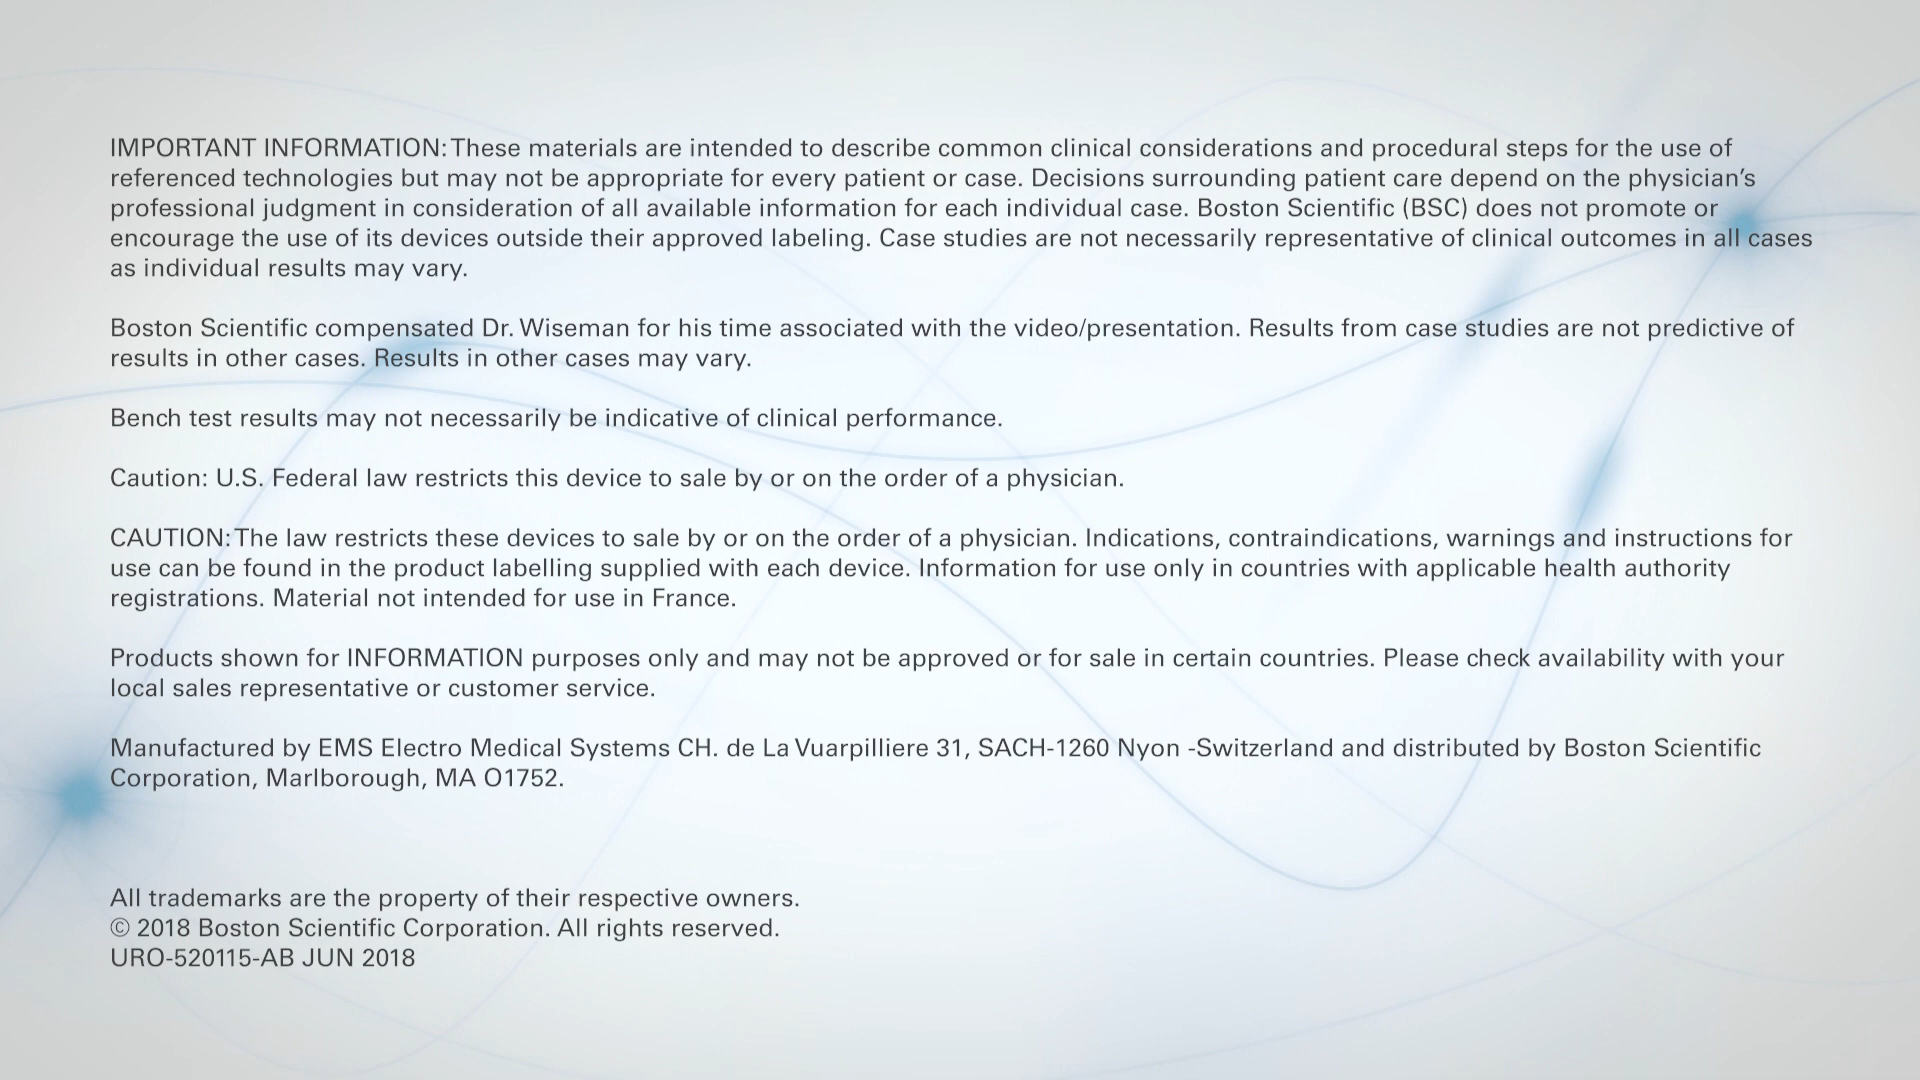 IMPORTANT INFORMATION: These materials are intended to describe common clinical considerations and procedural steps for the use of
referenced technologies but may not be appropriate for every patient or case. Decisions surrounding patient care depend on the physician’s
professional judgment in consideration of all available information for each individual case. Boston Scientific (BSC) does not promote or
encourage the use of its devices outside their approved labeling. Case studies are not necessarily representative of clinical outcomes in all cases
as individual results may vary.
Boston Scientific compensated Dr. Wiseman for his time associated with the video/presentation. Results from case studies are not predictive of
results in other cases. Results in other cases may vary.
Bench test results may not necessarily be indicative of clinical performance.
Caution: U.S. Federal law restricts this device to sale by or on the order of a physician.
CAUTION: The law restricts these devices to sale by or on the order of a physician. Indications, contraindications, warnings and instructions for
use can be found in the product labelling supplied with each device. Information for use only in countries with applicable health authority
registrations. Material not intended for use in France.
Products shown for INFORMATION purposes only and may not be approved or for sale in certain countries. Please check availability with your
local sales representative or customer service.
Manufactured by EMS Electro Medical Systems CH. de La Vuarpilliere 31, SACH-1260 Nyon -Switzerland and distributed by Boston Scientific
Corporation, Marlborough, MA O1752.
All trademarks are the property of their respective owners.
© 2018 Boston Scientific Corporation. All rights reserved.
URO-520115-AB JUN 2018